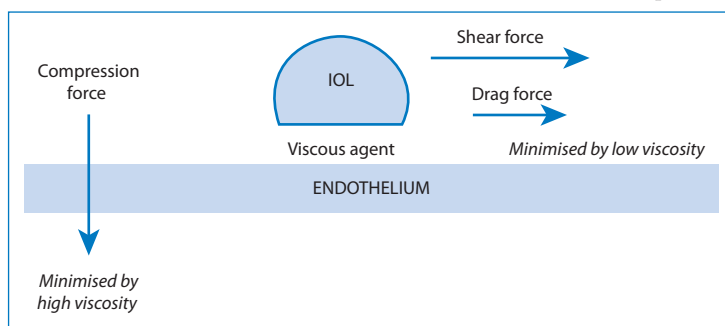 Shear force
Compression
force
IOL
Drag force
Viscous agent
Minimised by low viscosity
ENDOTHELIUM
Minimised by
high viscosity